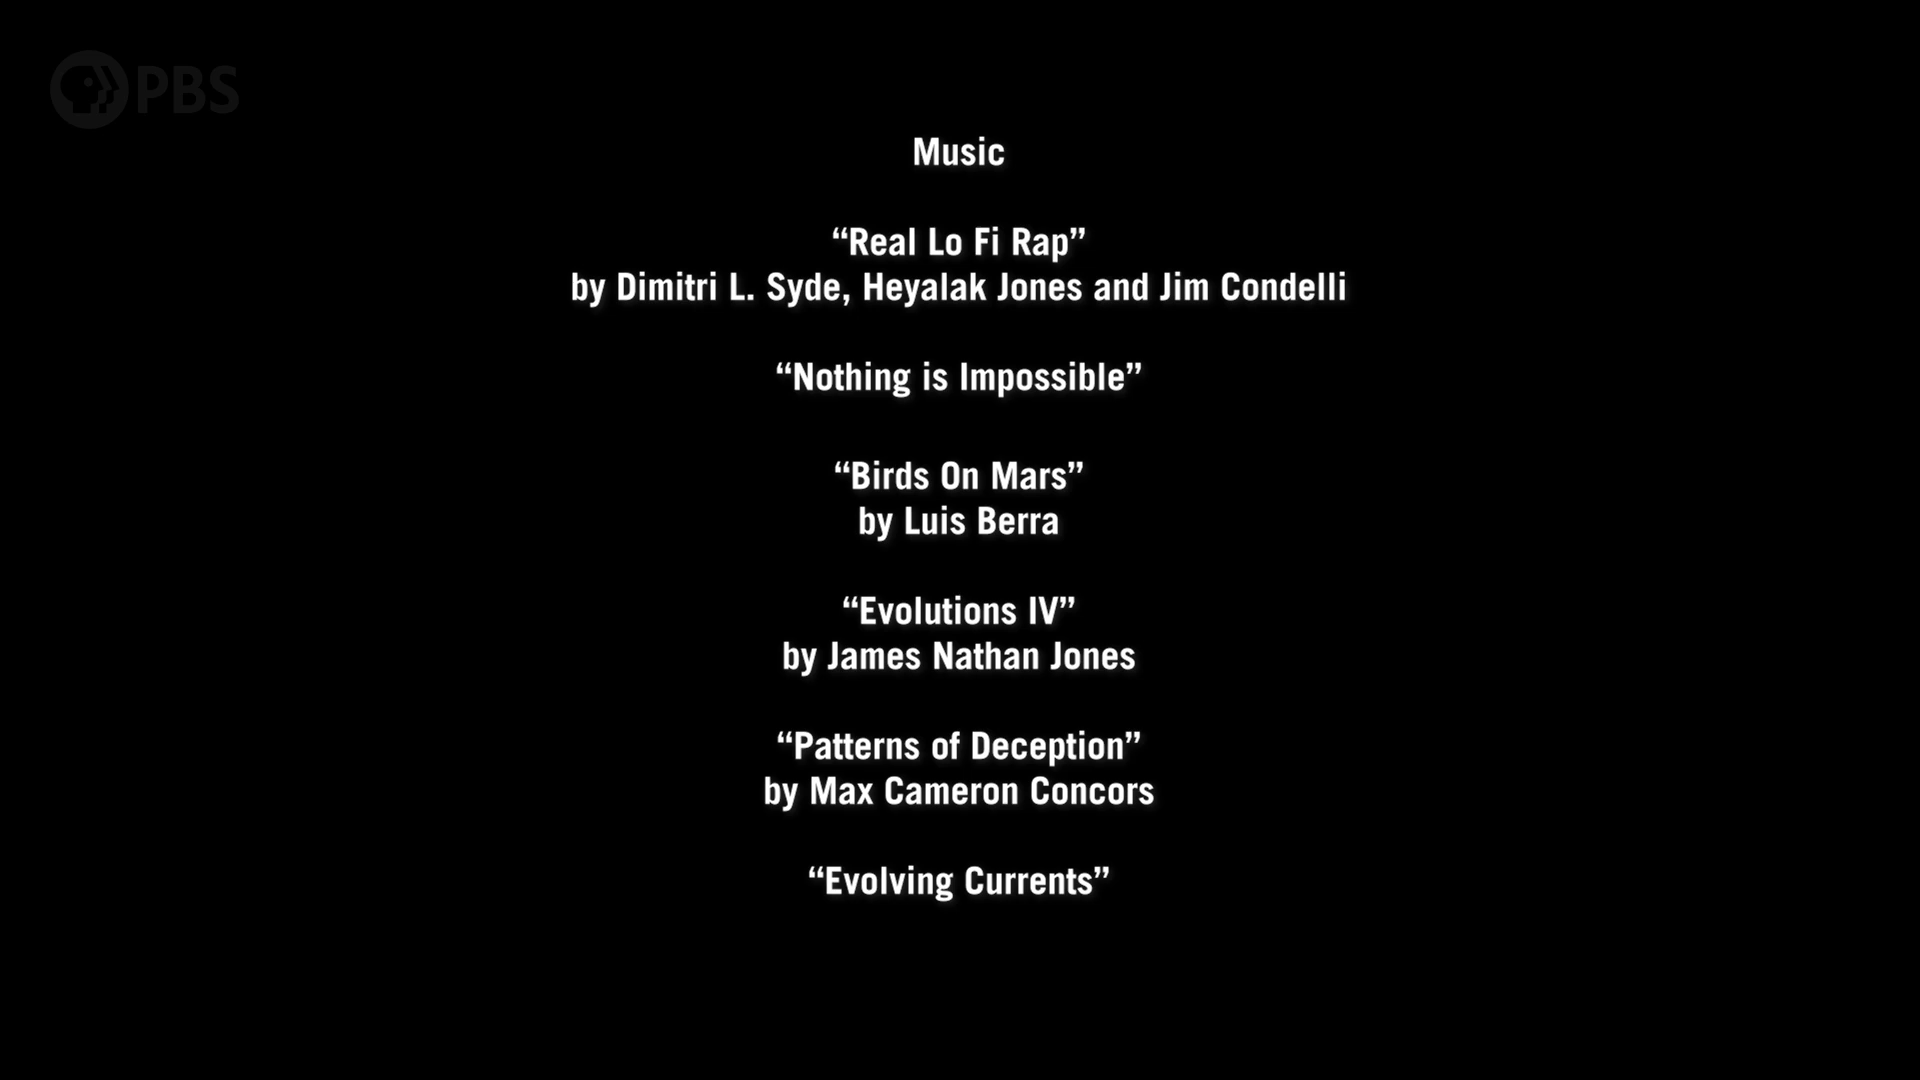 PBS
Music
“Real Lo Fi Rap”
by Dimitri L. Syde, Heyalak Jones and Jim Condelli
“Nothing is Impossible”
“Birds On Mars”
by Luis Berra
“Evolutions IV”
by James Nathan Jones
“Patterns of Deception”
by Max Cameron Concors
“Evolving Currents”